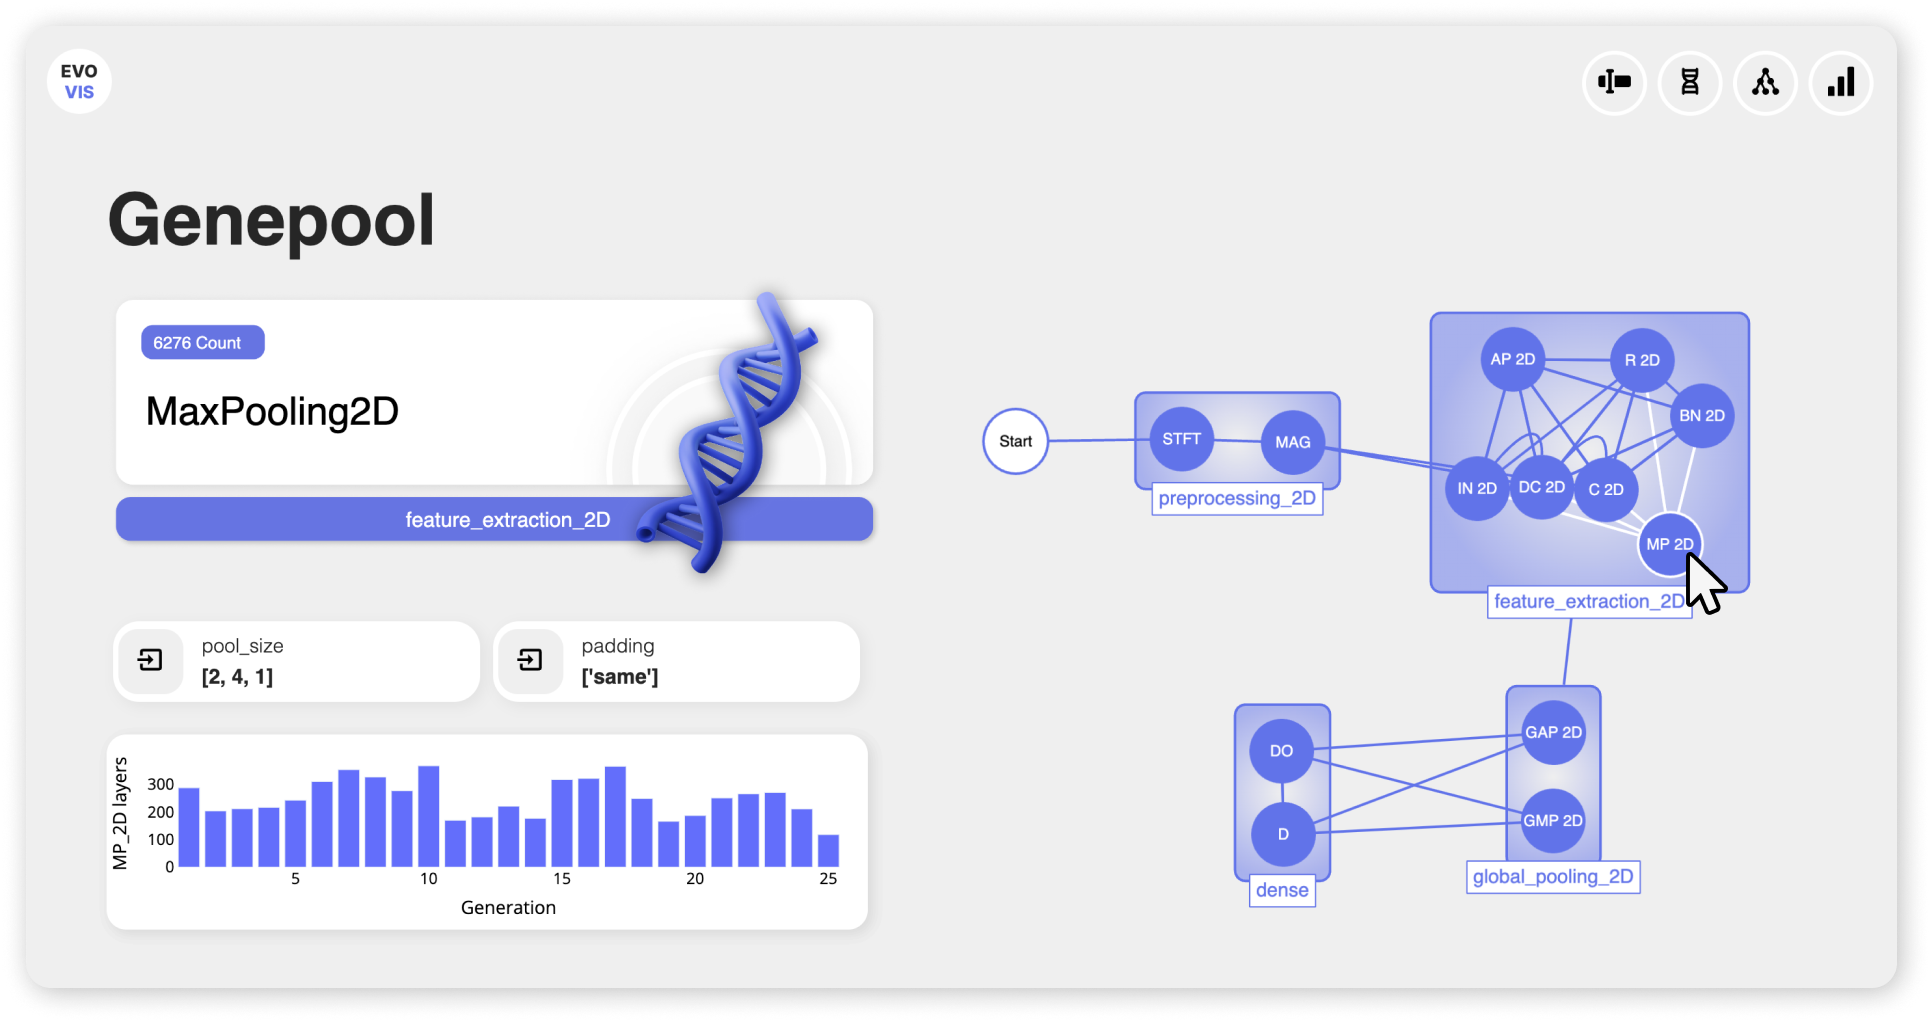 EVO
VIS
Genepool
6276 Count
MaxPooling2D
feature_extraction_2D
pool_size
[2, 4, 1]
padding
['same']
MP_2D layers
300
200
100
0
5
10
15
20
25
Generation
Start
STFT
MAG
preprocessing_2D
AP 2D
R 2D
BN 2D
IN 2D
DC 2D
C 2D
MP 2D
feature_extraction_2D
GAP 2D
GMP 2D
global_pooling_2D
DO
D
dense